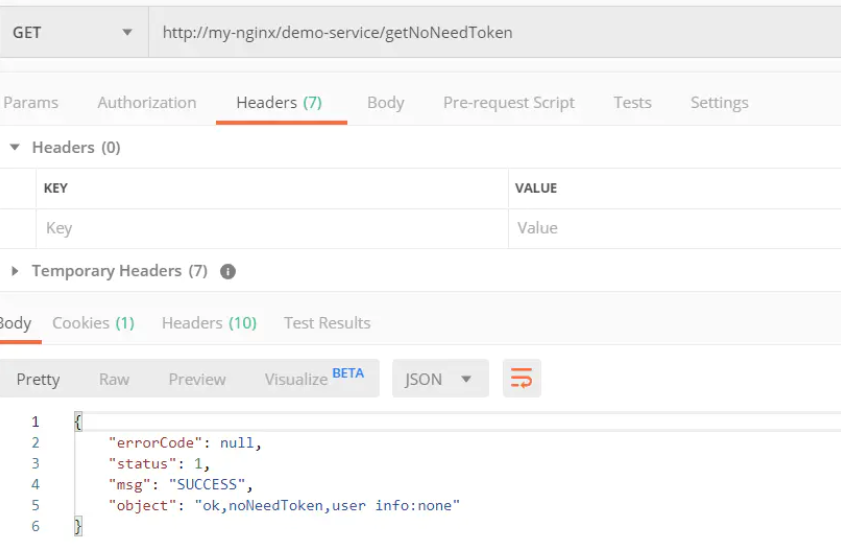 GET http://my-nginx/demo-service/getNoNeedToken
Params Authorization Headers (7) Body Pre-request Script Tests Settings
Headers (0)
KEY VALUE
Key Value
Temporary Headers (7) i
Body Cookies (1) Headers (10) Test Results
Pretty Raw Preview Visualize BETA JSON
1 {
2 "errorCode": null,
3 "status": 1,
4 "msg": "SUCCESS",
5 "object": "ok,noNeedToken,user info:none"
6 }